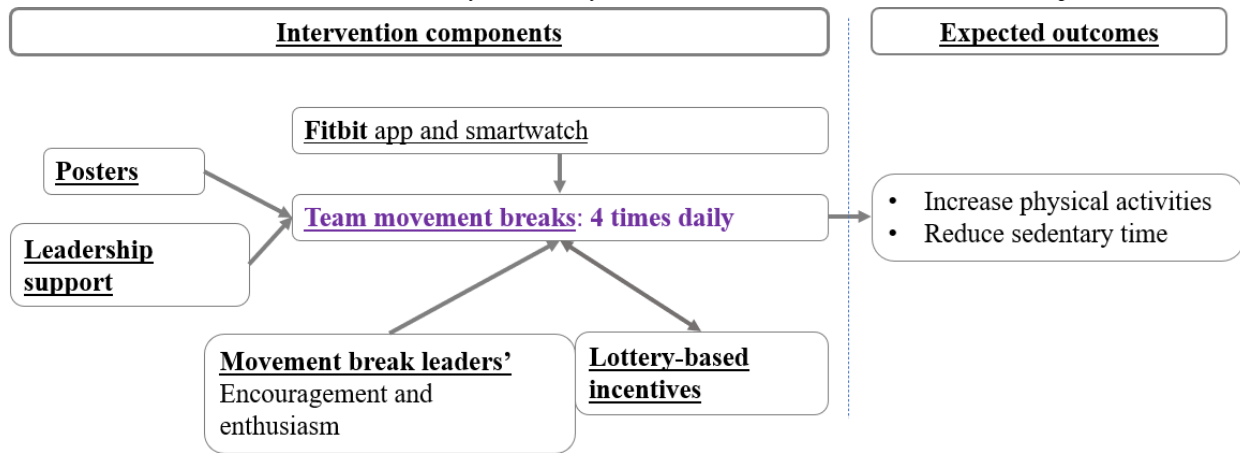 Intervention components
Expected outcomes
Fitbit app and smartwatch
Posters
Team movement breaks: 4 times daily
Leadership
support
• Increase physical activities
• Reduce sedentary time
Movement break leaders’
Encouragement and
enthusiasm
Lottery-based
incentives